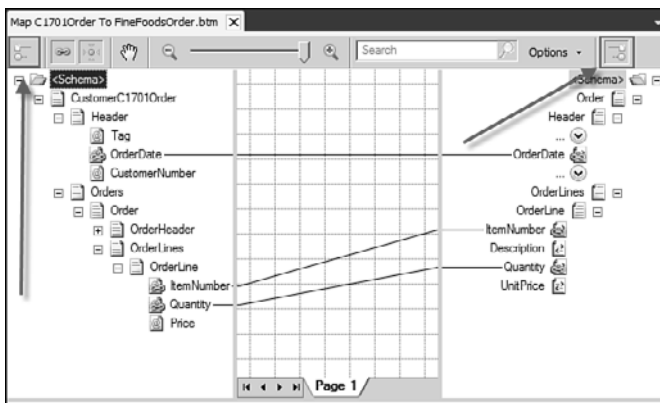 Map C1701Order To FineFoodsOrder.btm
Search
Options
<Schema>
CustomerC1701Order
Header
Tag
OrderDate
CustomerNumber
Orders
Order
OrderHeader
OrderLines
OrderLine
ItemNumber
Quantity
Price
<Schema>
Order
Header
...
OrderDate
...
OrderLines
OrderLine
ItemNumber
Description
Quantity
UnitPrice
Page 1